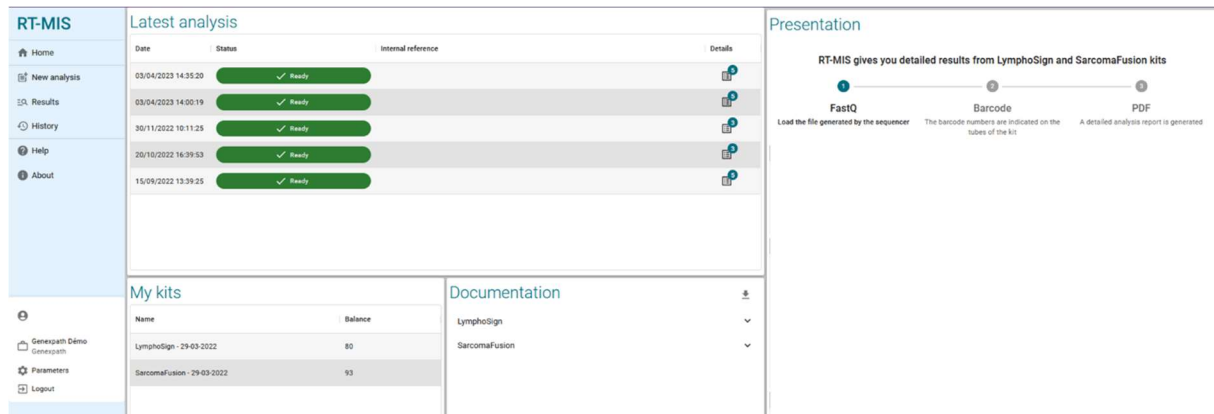 RT-MIS
Home
New analysis
Results
History
Help
About
Genexpath Démo
Genexpath
Parameters
Logout
Latest analysis
Date Status Internal reference Details
03/04/2023 14:35:20 Ready 5
03/04/2023 14:00:19 Ready 5
30/11/2022 10:11:25 Ready 3
20/10/2022 16:39:53 Ready 3
15/09/2022 13:39:25 Ready 5
My kits
Name Balance
LymphoSign - 29-03-2022 80
SarcomaFusion - 29-03-2022 93
Documentation
LymphoSign
SarcomaFusion
Presentation
RT-MIS gives you detailed results from LymphoSign and SarcomaFusion kits
1 2 3
FastQ Barcode PDF
Load the file generated by the sequencer The barcode numbers are indicated on the A detailed analysis report is generated
tubes of the kit